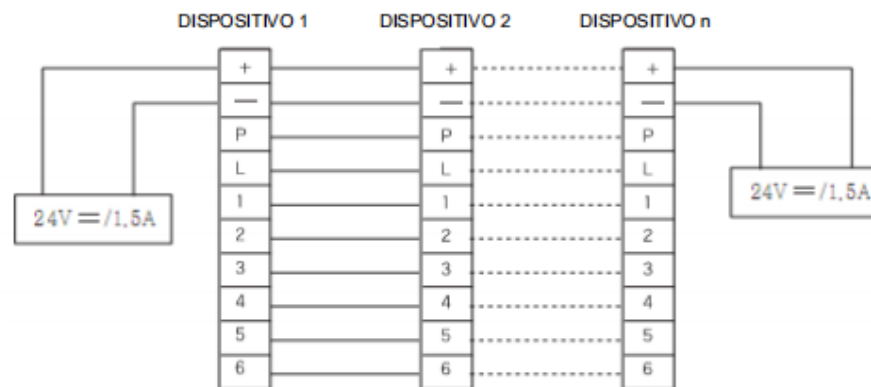 DISPOSITIVO 1 DISPOSITIVO 2 DISPOSITIVO n
+ + +
— — —
P P P
L L L
24V ⎓ /1.5A 1 1 1 24V ⎓ /1.5A
2 2 2
3 3 3
4 4 4
5 5 5
6 6 6